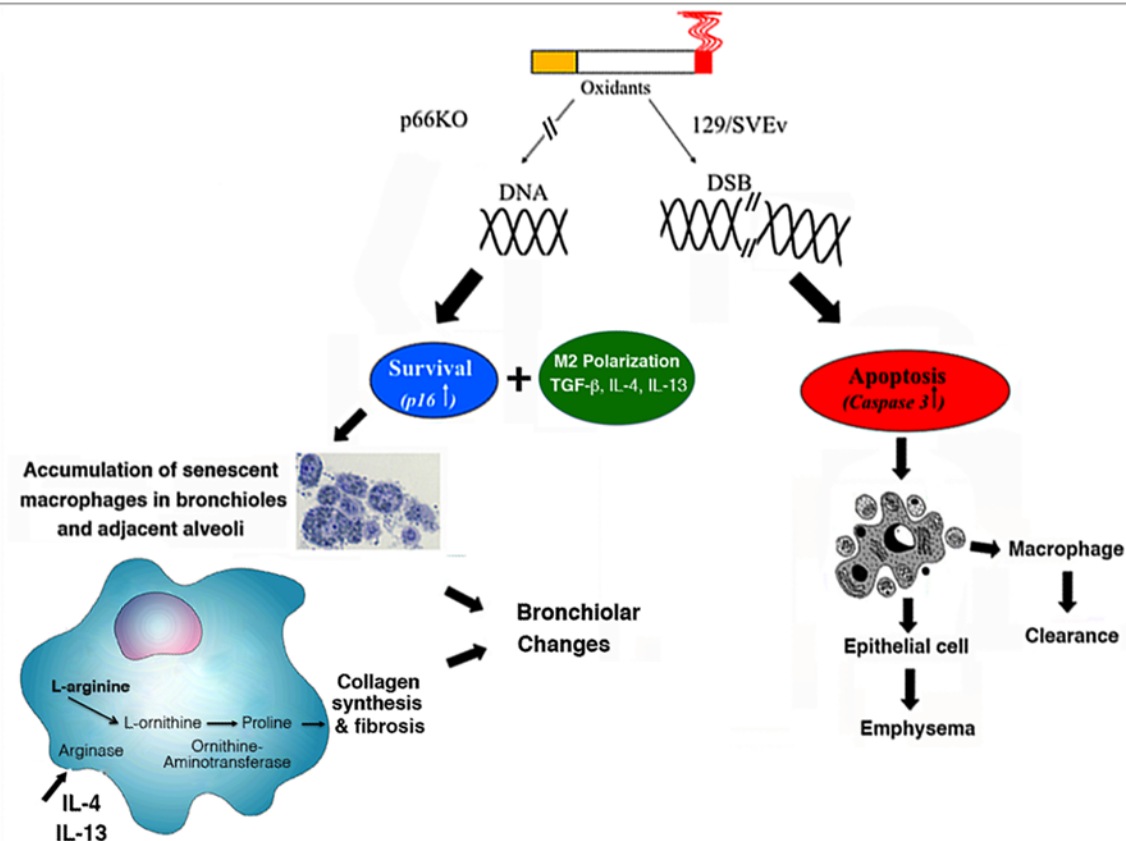 Oxidants
p66KO
129/SVEv
DNA
DSB
Survival
(p16 ↑)
+
M2 Polarization
TGF-β, IL-4, IL-13
Apoptosis
(Caspase 3↑)
Accumulation of senescent
macrophages in bronchioles
and adjacent alveoli
Macrophage
Clearance
Epithelial cell
Emphysema
Bronchiolar
Changes
L-arginine
L-ornithine
Proline
Arginase
Ornithine-
Aminotransferase
Collagen
synthesis
& fibrosis
IL-4
IL-13